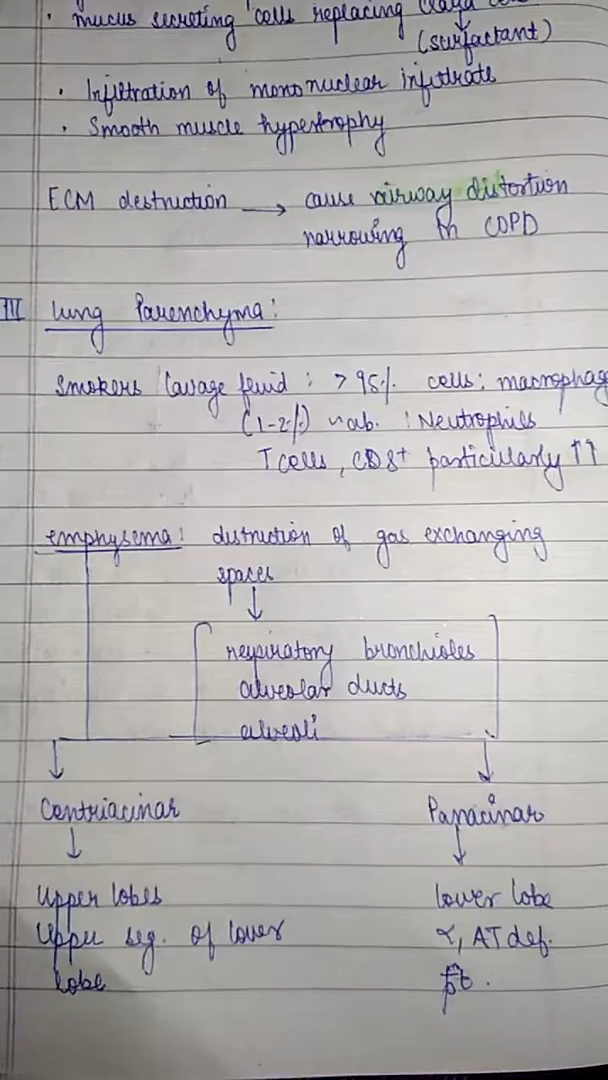 • mucus secreting cells replacing Clara
(surfactant)
• Infiltration of mononuclear infiltrate
• Smooth muscle hypertrophy
ECM destruction → cause airway distortion
narrowing in COPD
III Lung Parenchyma:
Smokers lavage fluid : >95% cells: macrophag
(1-2%) nab. : Neutrophils
T cells, CD8+ particularly ↑↑
emphysema: distruction of gas exchanging
spaces
↓
respiratory bronchioles
alveolar ducts
alveoli
↓ ↓
Centriacinar Panacinar
↓ ↓
Upper lobes lower lobe
Upper seg. of lower α, AT def.
lobe pt.